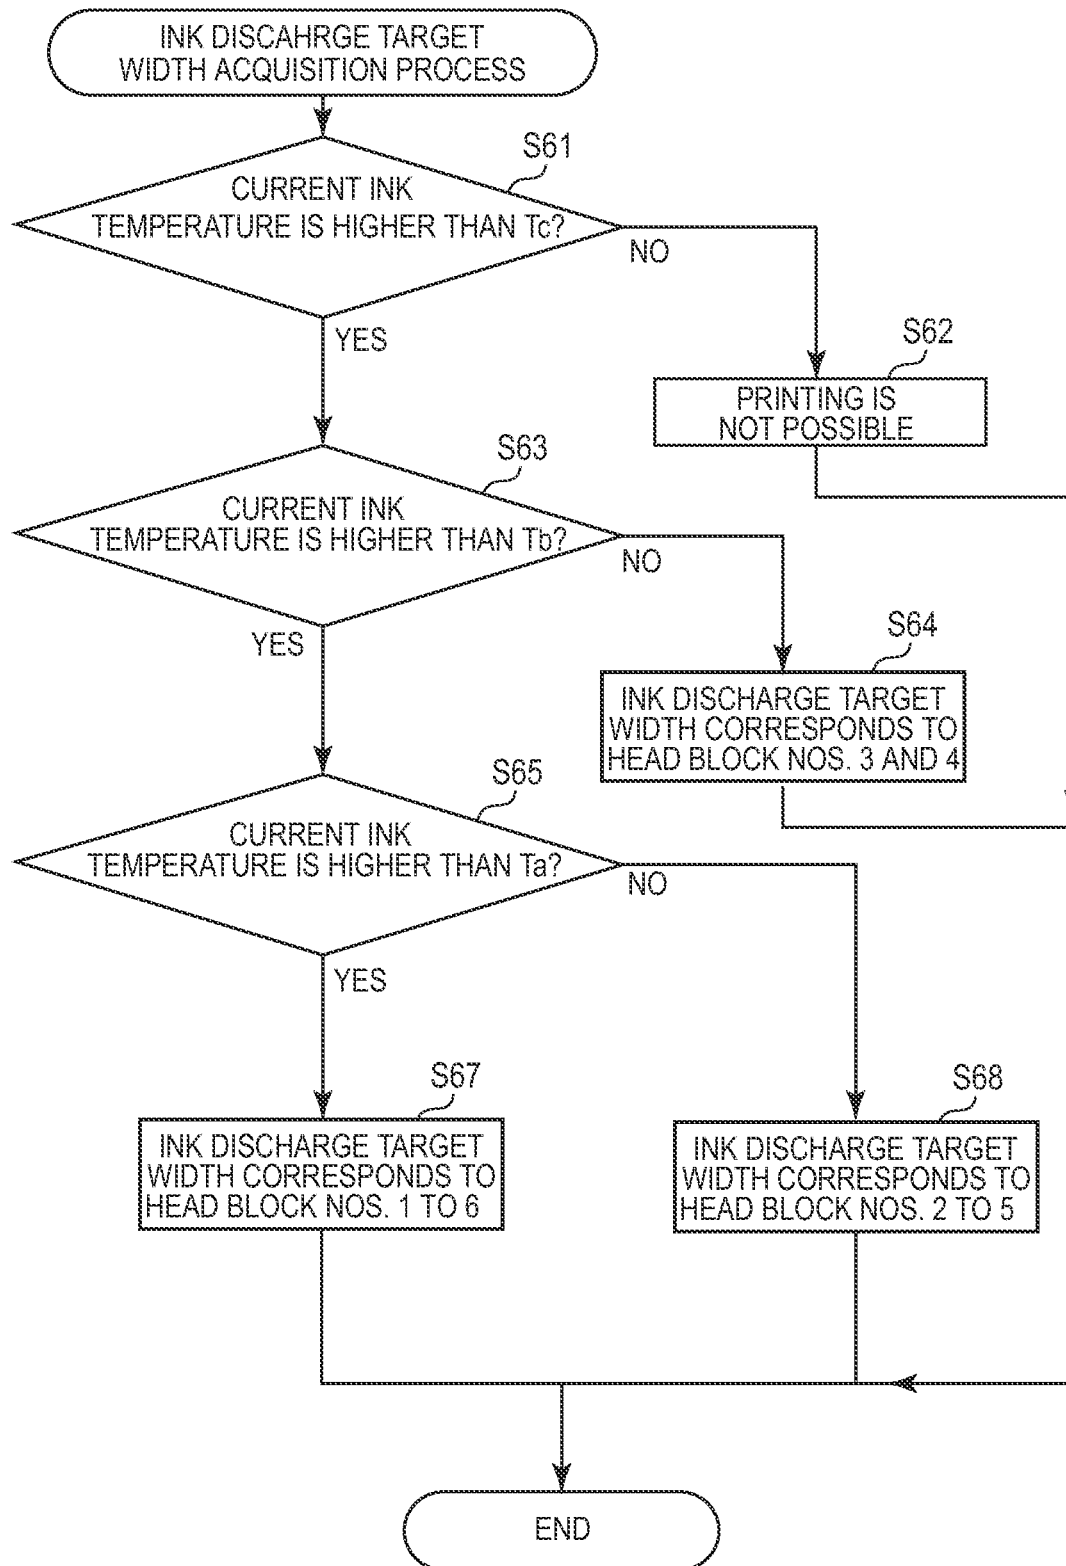 INK DISCAHRGE TARGET
WIDTH ACQUISITION PROCESS
S61
CURRENT INK
TEMPERATURE IS HIGHER THAN Tc?
NO
YES
S62
PRINTING IS
NOT POSSIBLE
S63
CURRENT INK
TEMPERATURE IS HIGHER THAN Tb?
NO
YES
S64
INK DISCHARGE TARGET
WIDTH CORRESPONDS TO
HEAD BLOCK NOS. 3 AND 4
S65
CURRENT INK
TEMPERATURE IS HIGHER THAN Ta?
NO
YES
S67
INK DISCHARGE TARGET
WIDTH CORRESPONDS TO
HEAD BLOCK NOS. 1 TO 6
S68
INK DISCHARGE TARGET
WIDTH CORRESPONDS TO
HEAD BLOCK NOS. 2 TO 5
END